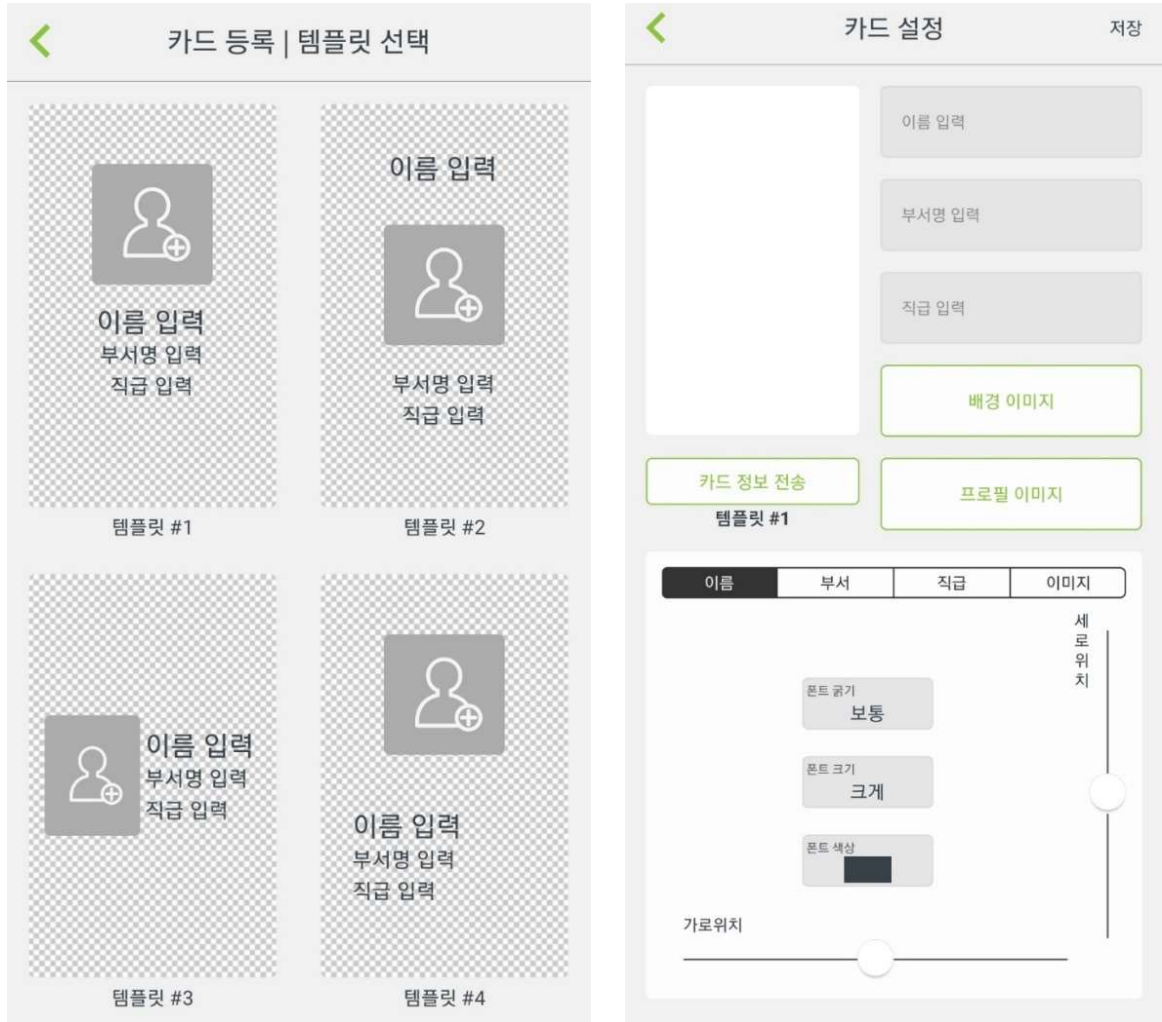 카드 등록 | 템플릿 선택
이름 입력
부서명 입력
직급 입력
템플릿 #1
이름 입력
부서명 입력
직급 입력
템플릿 #2
이름 입력
부서명 입력
직급 입력
템플릿 #3
이름 입력
부서명 입력
직급 입력
템플릿 #4
카드 설정
저장
이름 입력
부서명 입력
직급 입력
배경 이미지
카드 정보 전송
프로필 이미지
템플릿 #1
이름
부서
직급
이미지
세로위치
폰트 굵기
보통
폰트 크기
크게
폰트 색상
가로위치